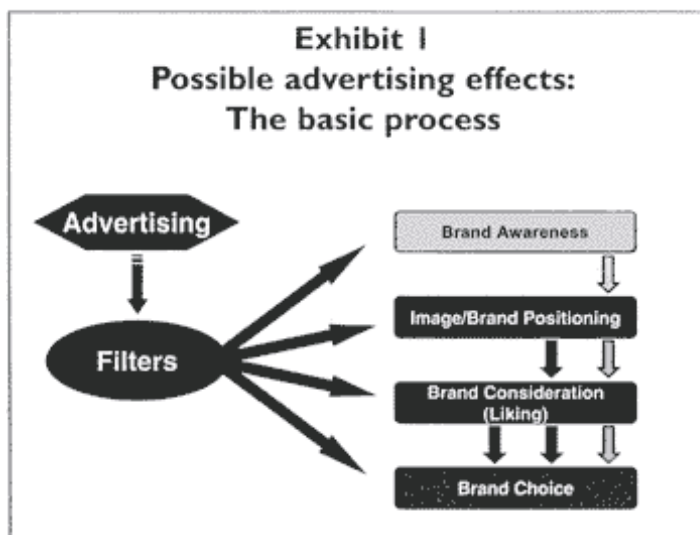 Exhibit I
Possible advertising effects:
The basic process
Advertising
Filters
Brand Awareness
Image/Brand Positioning
Brand Consideration
(Liking)
Brand Choice